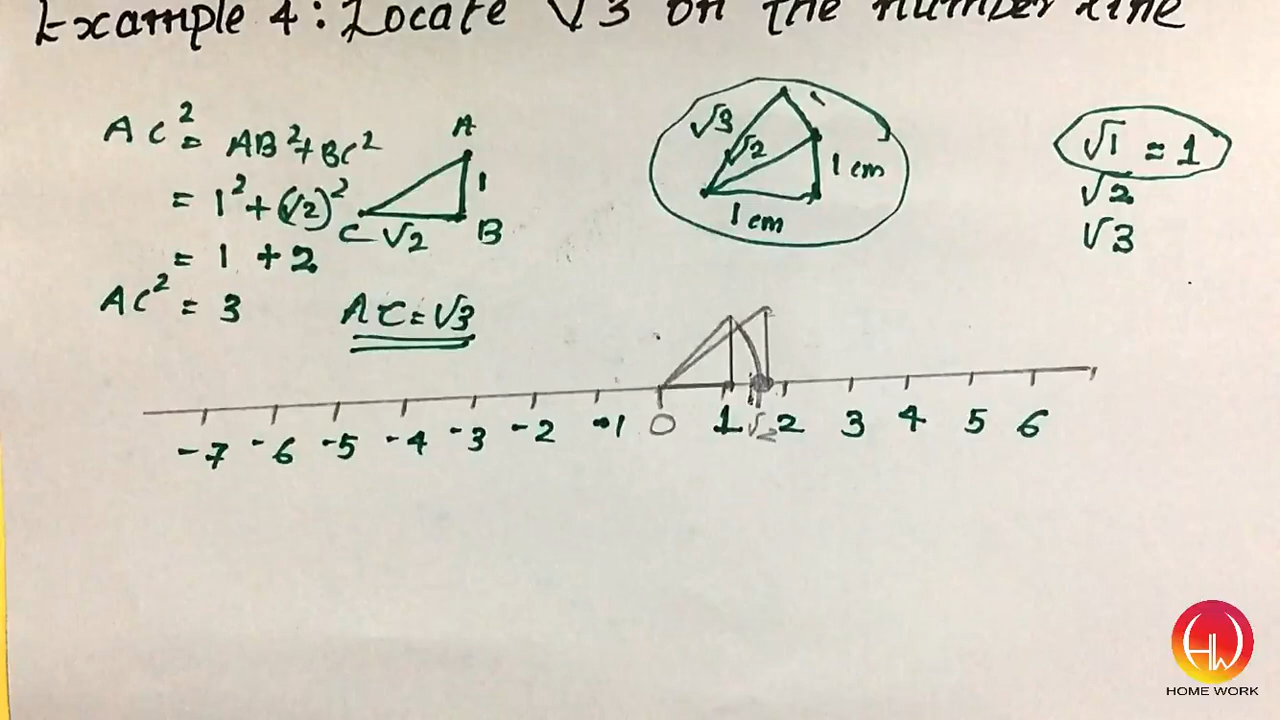 Example 4: Locate √3 on the number line
AC² = AB² + BC²
= 1² + (√2)²
= 1 + 2
AC² = 3
AC = √3
A
1
C √2 B
√3
√2
1 cm
1 cm
√1 = 1
√2
√3
-7 -6 -5 -4 -3 -2 -1 0 1 √2 2 3 4 5 6
HW
HOME WORK